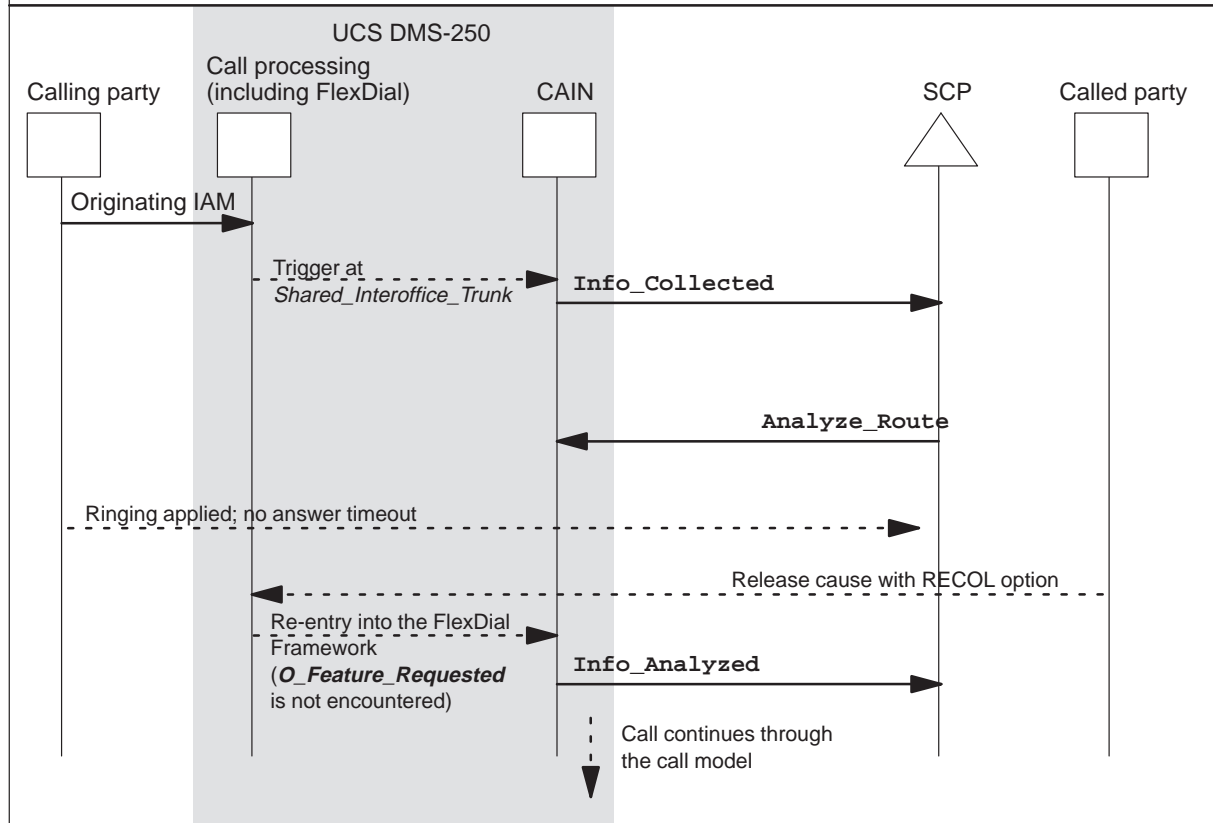 UCS DMS-250
Calling party
Call processing
(including FlexDial)
CAIN
SCP
Called party
Originating IAM
Trigger at
Shared_Interoffice_Trunk
Info_Collected
Analyze_Route
Ringing applied; no answer timeout
Release cause with RECOL option
Re-entry into the FlexDial
Framework
(O_Feature_Requested
is not encountered)
Info_Analyzed
Call continues through
the call model